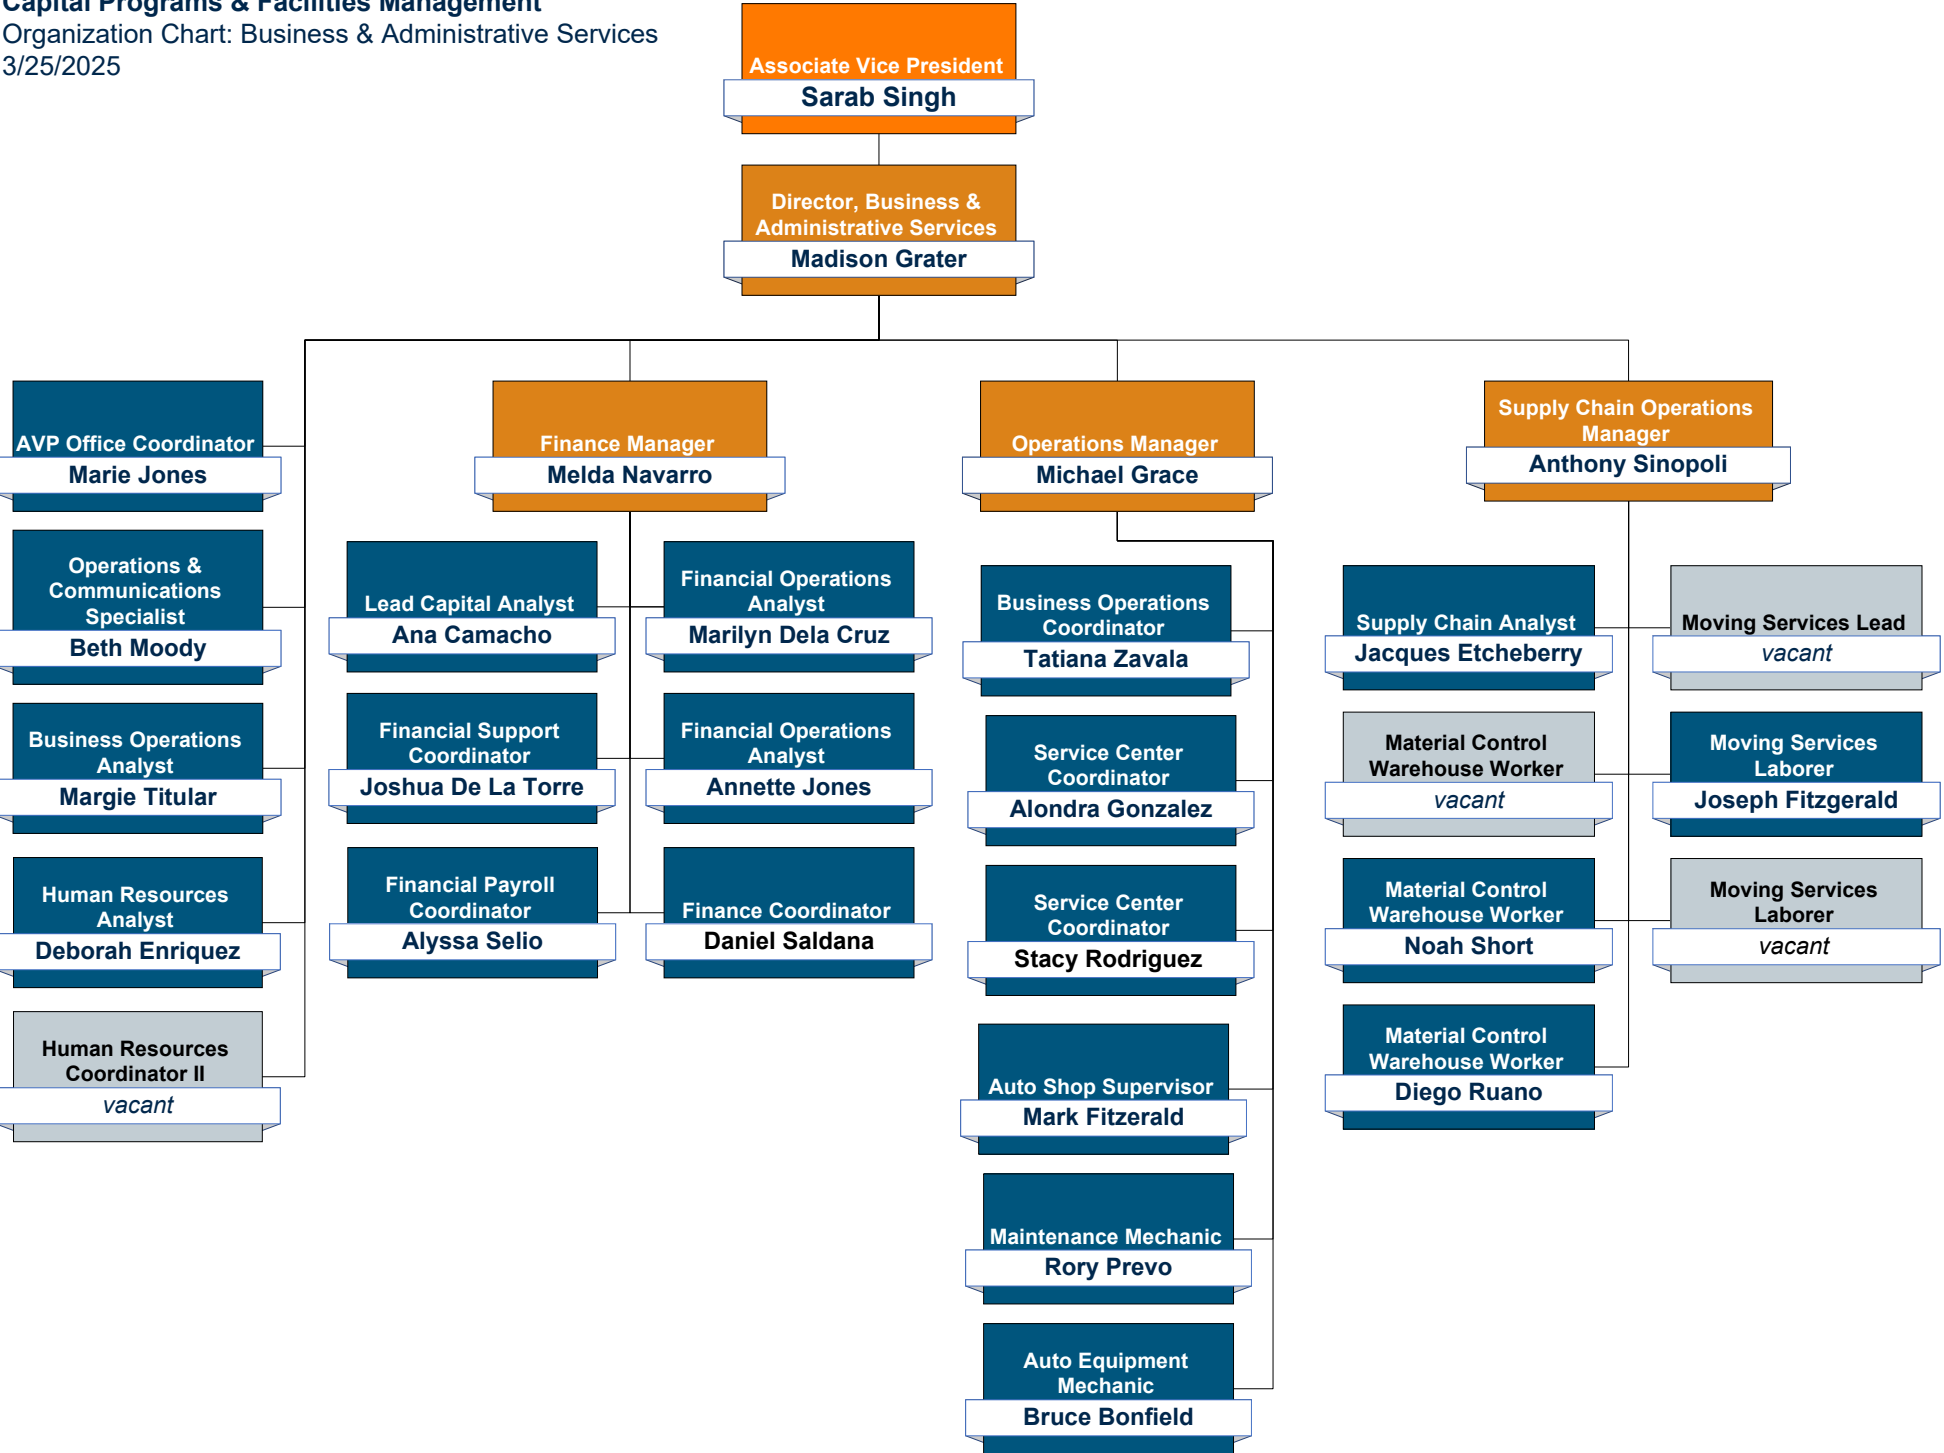 Capital Programs & Facilities Management
Organization Chart: Business & Administrative Services
3/25/2025
Associate Vice President
Sarab Singh
Director, Business &
Administrative Services
Madison Grater
AVP Office Coordinator
Marie Jones
Operations &
Communications
Specialist
Beth Moody
Business Operations
Analyst
Margie Titular
Human Resources
Analyst
Deborah Enriquez
Human Resources
Coordinator II
vacant
Finance Manager
Melda Navarro
Lead Capital Analyst
Ana Camacho
Financial Operations
Analyst
Marilyn Dela Cruz
Financial Support
Coordinator
Joshua De La Torre
Financial Operations
Analyst
Annette Jones
Financial Payroll
Coordinator
Alyssa Selio
Finance Coordinator
Daniel Saldana
Operations Manager
Michael Grace
Business Operations
Coordinator
Tatiana Zavala
Service Center
Coordinator
Alondra Gonzalez
Service Center
Coordinator
Stacy Rodriguez
Auto Shop Supervisor
Mark Fitzerald
Maintenance Mechanic
Rory Prevo
Auto Equipment
Mechanic
Bruce Bonfield
Supply Chain Operations
Manager
Anthony Sinopoli
Supply Chain Analyst
Jacques Etcheberry
Moving Services Lead
vacant
Material Control
Warehouse Worker
vacant
Moving Services
Laborer
Joseph Fitzgerald
Material Control
Warehouse Worker
Noah Short
Moving Services
Laborer
vacant
Material Control
Warehouse Worker
Diego Ruano